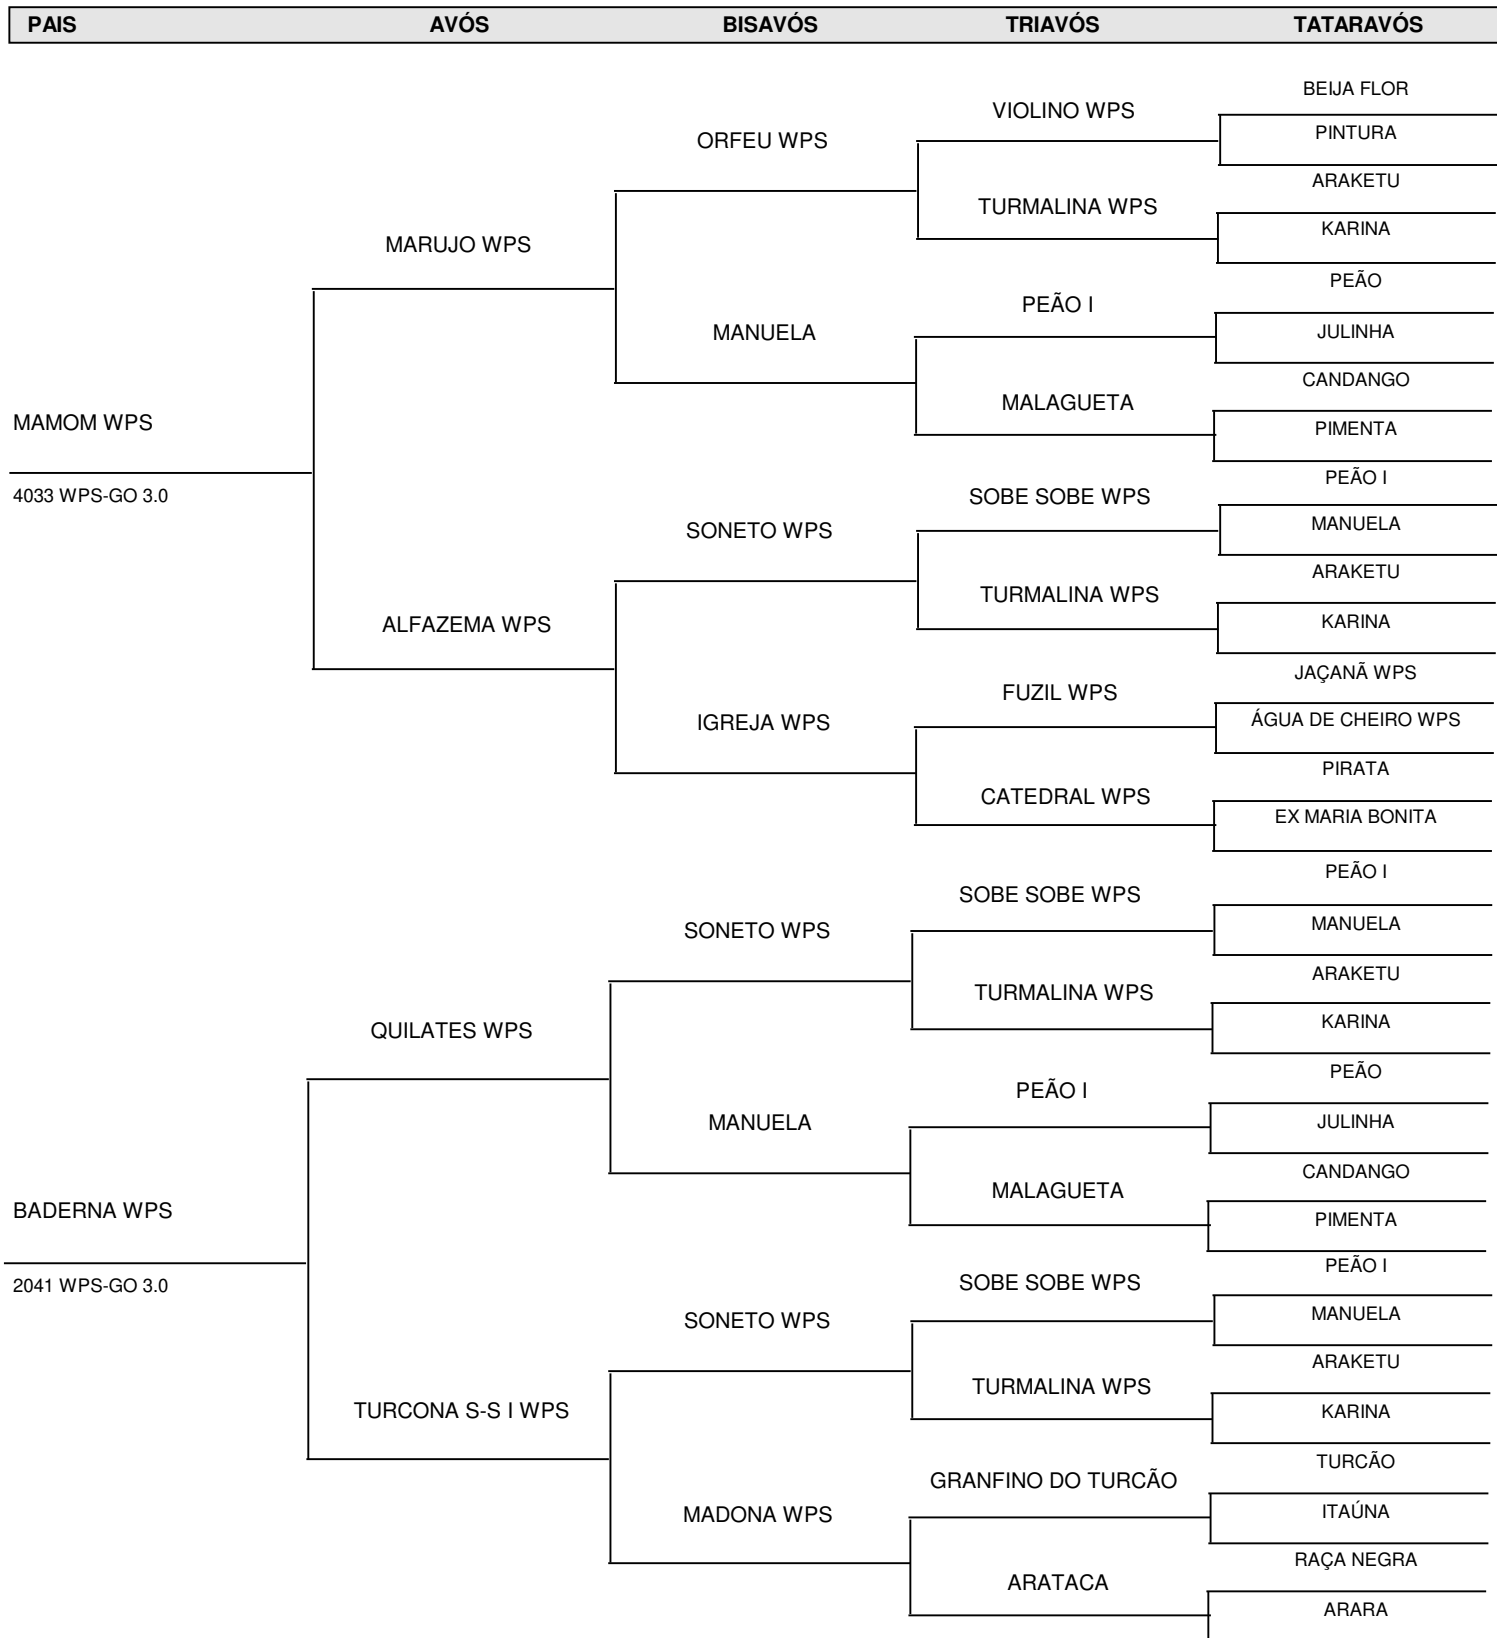 PAIS AVÓS BISAVÓS TRIAVÓS TATARAVÓS
BEIJA FLOR
VIOLINO WPS
PINTURA
ORFEU WPS
ARAKETU
TURMALINA WPS
KARINA
MARUJO WPS
PEÃO
PEÃO I
JULINHA
MANUELA
CANDANGO
MALAGUETA
MAMOM WPS
PIMENTA
PEÃO I
4033 WPS-GO 3.0
SOBE SOBE WPS
MANUELA
SONETO WPS
ARAKETU
TURMALINA WPS
KARINA
ALFAZEMA WPS
JAÇANÃ WPS
FUZIL WPS
ÁGUA DE CHEIRO WPS
IGREJA WPS
PIRATA
CATEDRAL WPS
EX MARIA BONITA
PEÃO I
SOBE SOBE WPS
MANUELA
SONETO WPS
ARAKETU
TURMALINA WPS
KARINA
QUILATES WPS
PEÃO
PEÃO I
JULINHA
MANUELA
CANDANGO
MALAGUETA
BADERNA WPS
PIMENTA
PEÃO I
2041 WPS-GO 3.0
SOBE SOBE WPS
MANUELA
SONETO WPS
ARAKETU
TURMALINA WPS
KARINA
TURCONA S-S I WPS
TURCÃO
GRANFINO DO TURCÃO
ITAÚNA
MADONA WPS
RAÇA NEGRA
ARATACA
ARARA